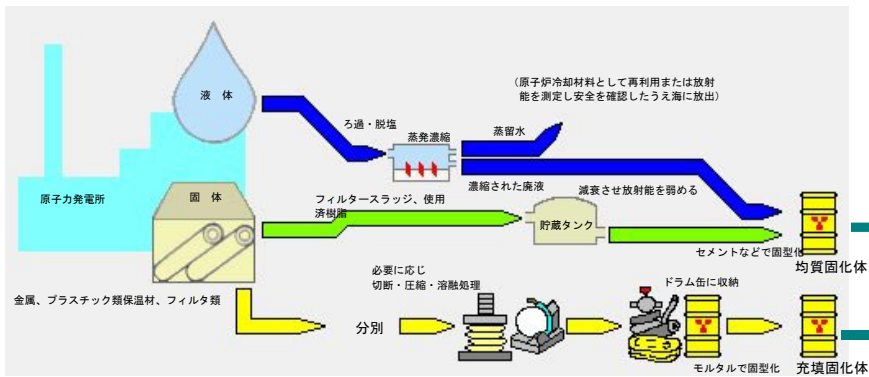 液　体
（原子炉冷却材料として再利用または放射
能を測定し安全を確認したうえ海に放出）
ろ過・脱塩
蒸発濃縮
蒸留水
原子力発電所
固　体
フィルタースラッジ、使用
済樹脂
濃縮された廃液
減衰させ放射能を弱める
貯蔵タンク
セメントなどで固型化
均質固化体
必要に応じ
切断・圧縮・溶融処理
ドラム缶に収納
金属、プラスチック類保温材、フィルタ類
分別
モルタルで固型化
充填固化体